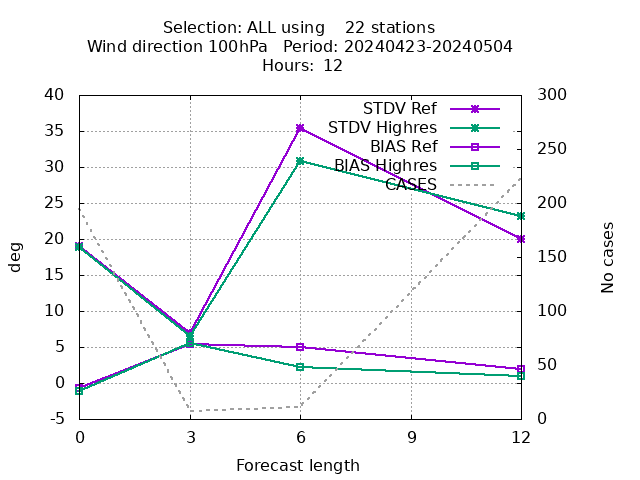 Selection: ALL using    22 stations
Wind direction 100hPa   Period: 20240423-20240504
Hours:  12
STDV Ref
STDV Highres
BIAS Ref
BIAS Highres
CASES
40
35
30
25
20
15
10
5
0
-5
deg
300
250
200
150
100
50
0
No cases
0
3
6
9
12
Forecast length